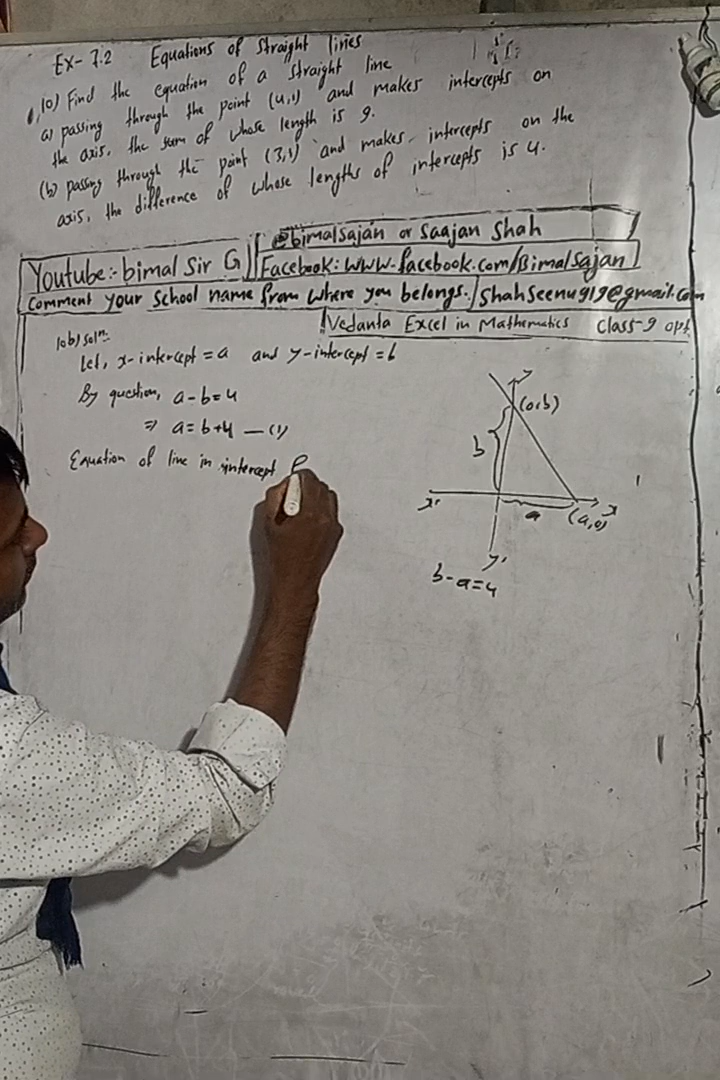 Ex- 7.2 Equations of straight lines
10) Find the equation of a straight line
a) passing through the point (4,1) and makes intercepts on
the axis, the sum of whose length is 9.
(b) passing through the point (3,1) and makes intercepts on the
axis, the difference of whose lengths of intercepts is 4.
@bimalsajan or Saajan Shah
Youtube:- bimal Sir G
Facebook: www.facebook.com/Bimalsajan
Comment your School name from where you belongs./shahseenu919@gmail.com
Vedanta Excel in Mathematics class-9 opt
10b) soln:
Let, x-intercept = a and y-intercept = b
By question, a-b=4
⇒ a=b+4 —(1)
Equation of line in intercept f
y
(0,b)
b
x'
a
(a,0)
x
y'
b-a=4